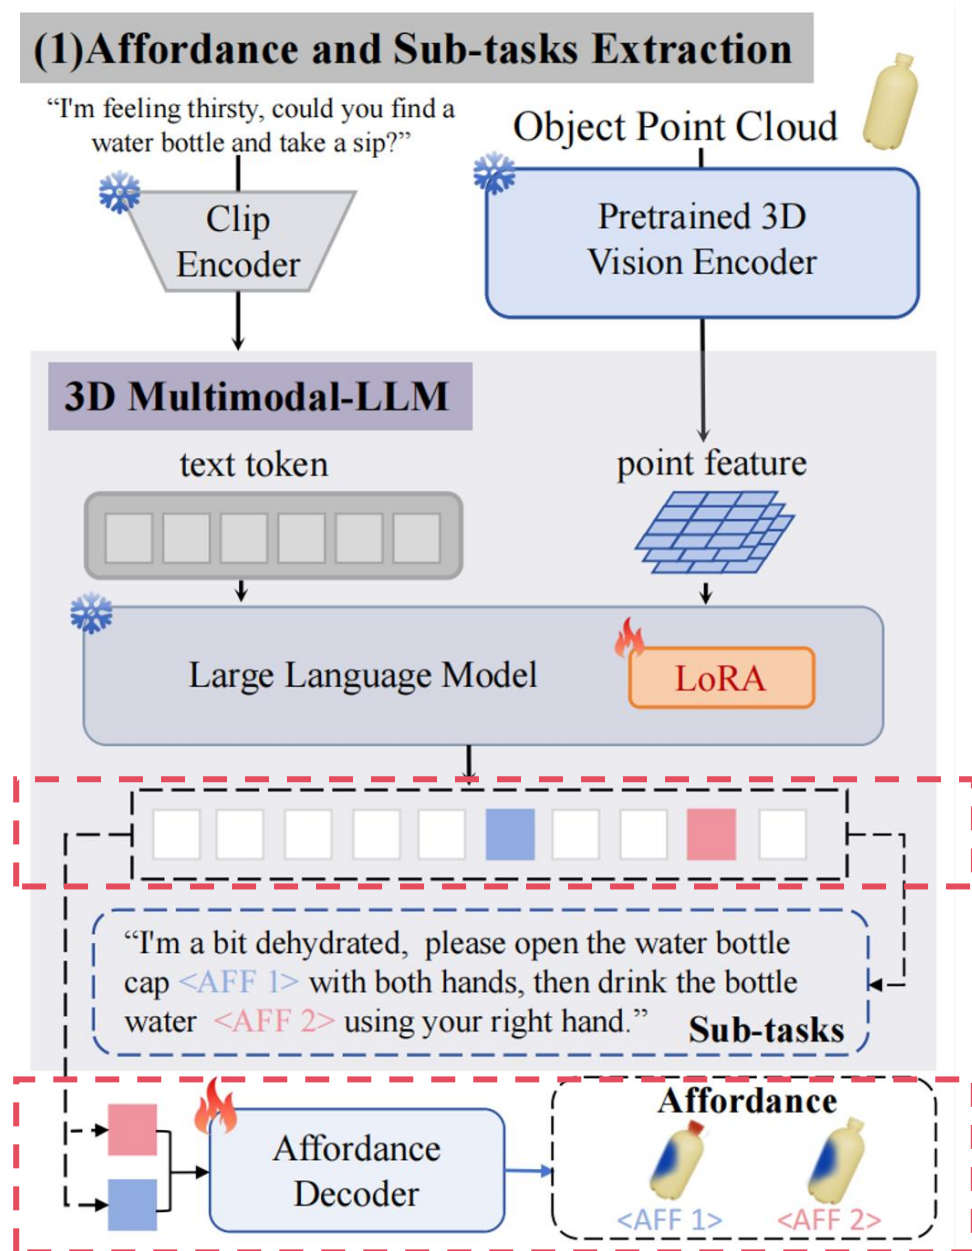 (1)Affordance and Sub-tasks Extraction
“I'm feeling thirsty, could you find a
water bottle and take a sip?”
Object Point Cloud
Clip
Encoder
Pretrained 3D
Vision Encoder
3D Multimodal-LLM
text token
point feature
Large Language Model
LoRA
“I'm a bit dehydrated, please open the water bottle
cap <AFF 1> with both hands, then drink the bottle
water <AFF 2> using your right hand.”
Sub-tasks
Affordance
Decoder
Affordance
<AFF 1>
<AFF 2>